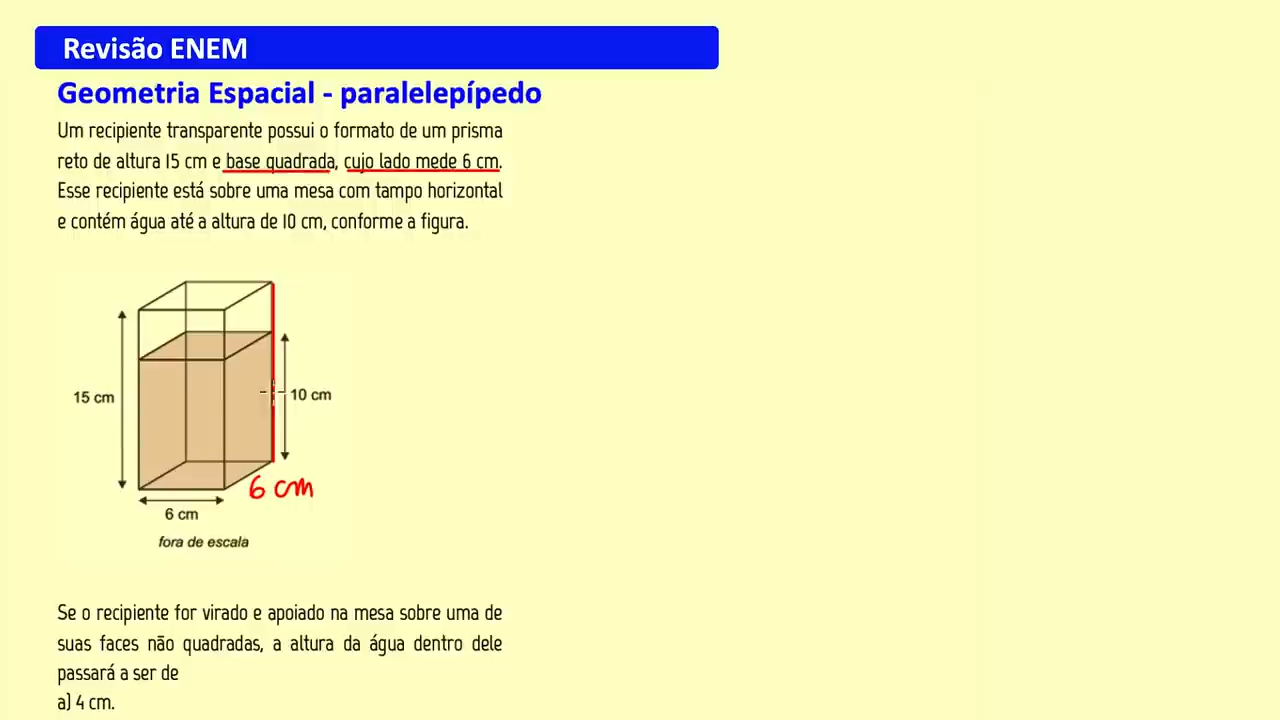 Revisão ENEM
Geometria Espacial - paralelepípedo
Um recipiente transparente possui o formato de um prisma
reto de altura 15 cm e base quadrada, cujo lado mede 6 cm.
Esse recipiente está sobre uma mesa com tampo horizontal
e contém água até a altura de 10 cm, conforme a figura.
15 cm
10 cm
6 cm
6 cm
fora de escala
Se o recipiente for virado e apoiado na mesa sobre uma de
suas faces não quadradas, a altura da água dentro dele
passará a ser de
a) 4 cm.